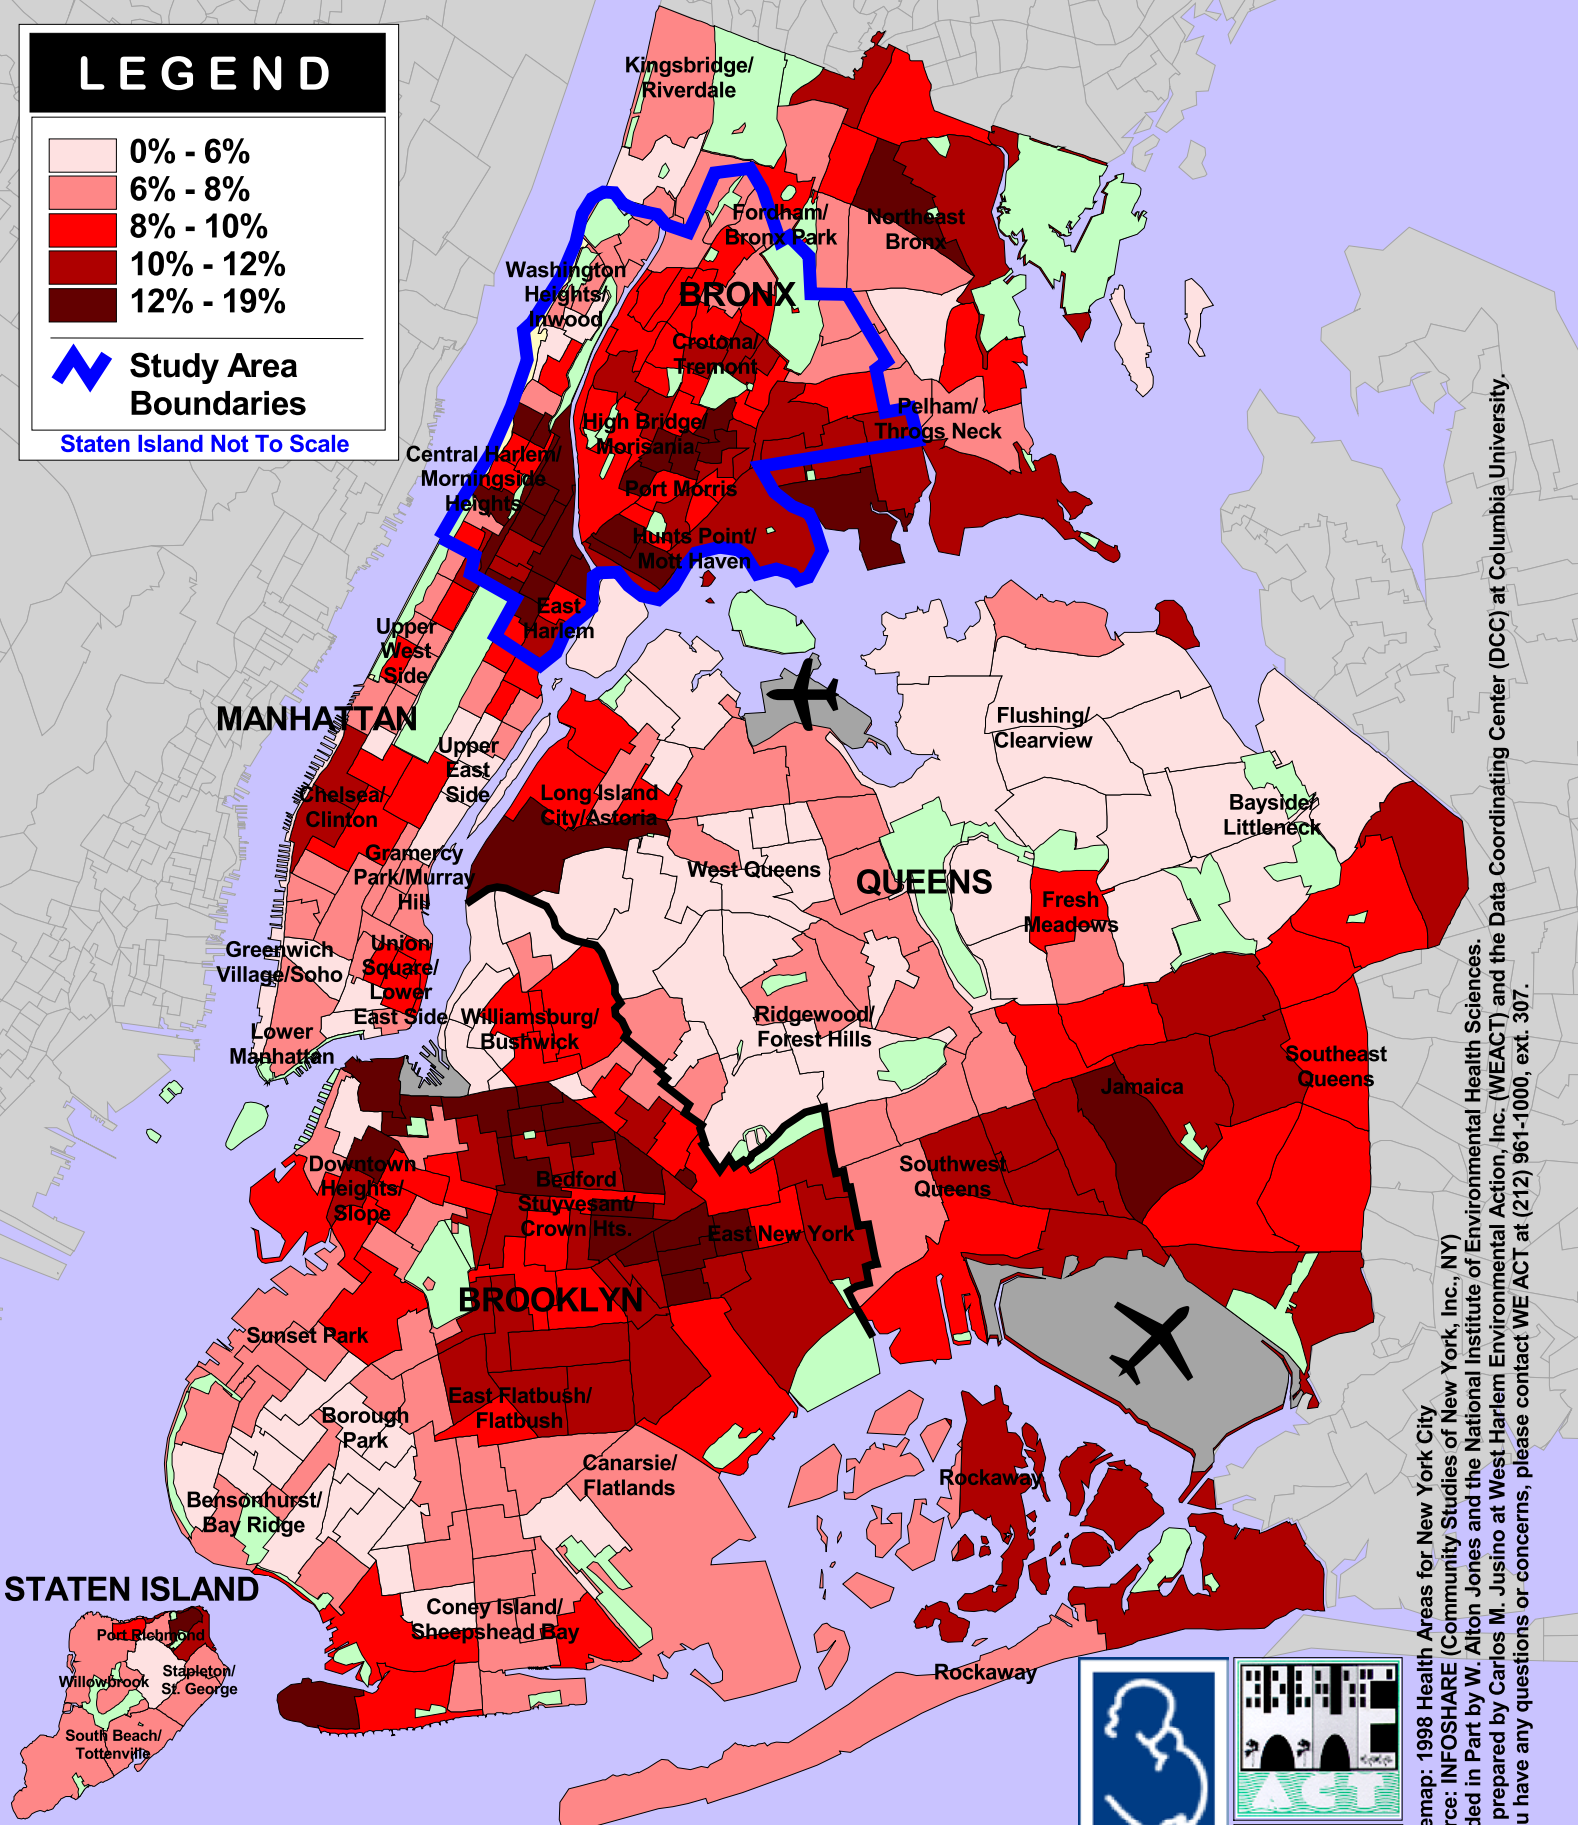 LEGEND
0% - 6%
6% - 8%
8% - 10%
10% - 12%
12% - 19%
Study Area
Boundaries
Staten Island Not To Scale
Kingsbridge/
Riverdale
Fordham/
Bronx Park
Northeast
Bronx
Washington
Heights/
Inwood
BRONX
Crotona/
Tremont
High Bridge/
Morisania
Pelham/
Throgs Neck
Central Harlem/
Morningside
Heights
Port Morris
Hunts Point/
Mott Haven
East
Harlem
Upper
West
Side
MANHATTAN
Upper
East
Side
Flushing/
Clearview
Chelsea/
Clinton
Long Island
City/Astoria
Bayside/
Littleneck
Gramercy
Park/Murray
Hill
West Queens
QUEENS
Fresh
Meadows
Greenwich
Village/Soho
Union
Square/
Lower
East Side
Lower
Manhattan
Williamsburg/
Bushwick
Ridgewood/
Forest Hills
Southeast
Queens
Jamaica
Downtown
Heights/
Slope
Bedford
Stuyvesant/
Crown Hts.
Southwest
Queens
East New York
BROOKLYN
Sunset Park
East Flatbush/
Flatbush
Borough
Park
Canarsie/
Flatlands
Rockaway
Bensonhurst/
Bay Ridge
STATEN ISLAND
Coney Island/
Sheepshead Bay
Port Richmond
Willowbrook
Stapleton/
St. George
South Beach/
Tottenville
Rockaway
emap: 1998 Health Areas for New York City
rce: INFOSHARE (Community Studies of New York, Inc., NY)
ded in Part by W. Alton Jones and the National Institute of Environmental Health Sciences.
prepared by Carlos M. Jusino at West Harlem Environmental Action, Inc. (WEACT) and the Data Coordinating Center (DCC) at Columbia University.
u have any questions or concerns, please contact WE ACT at (212) 961-1000, ext. 307.
ACT